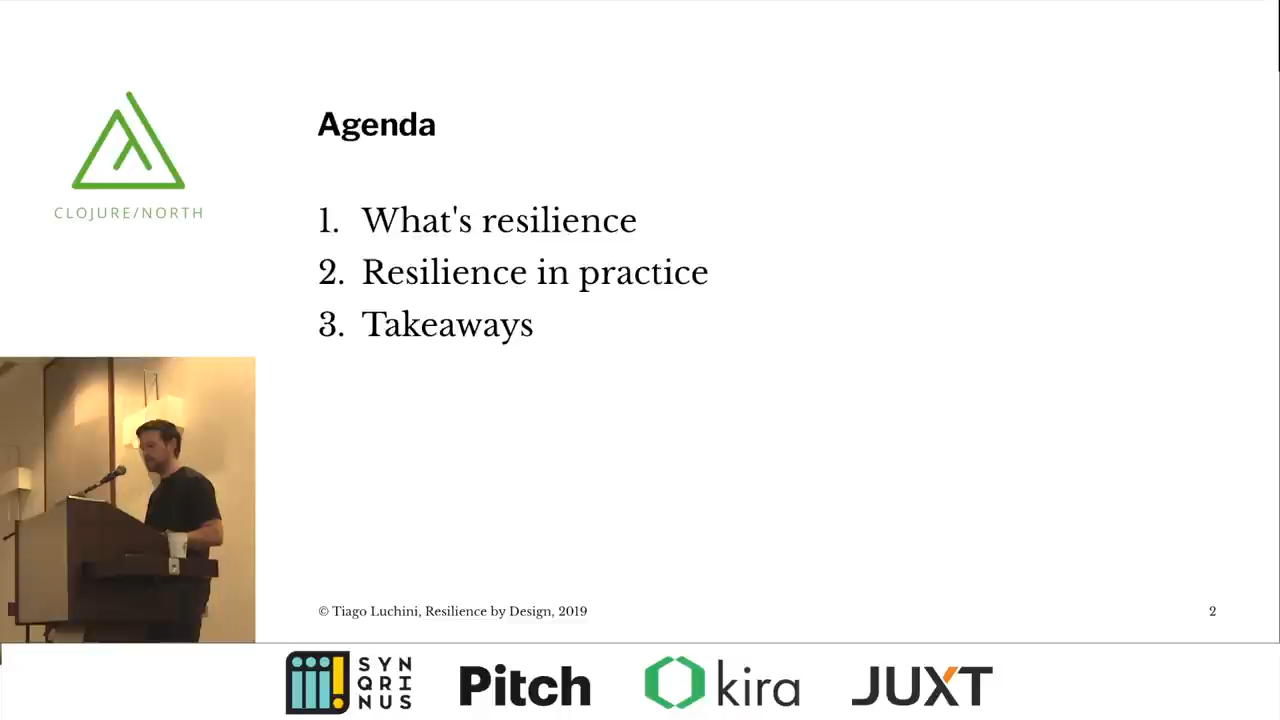 CLOJURE/NORTH
Agenda
1. What's resilience
2. Resilience in practice
3. Takeaways
© Tiago Luchini, Resilience by Design, 2019
2
SYN
QRI
NUS
Pitch
kira
JUXT